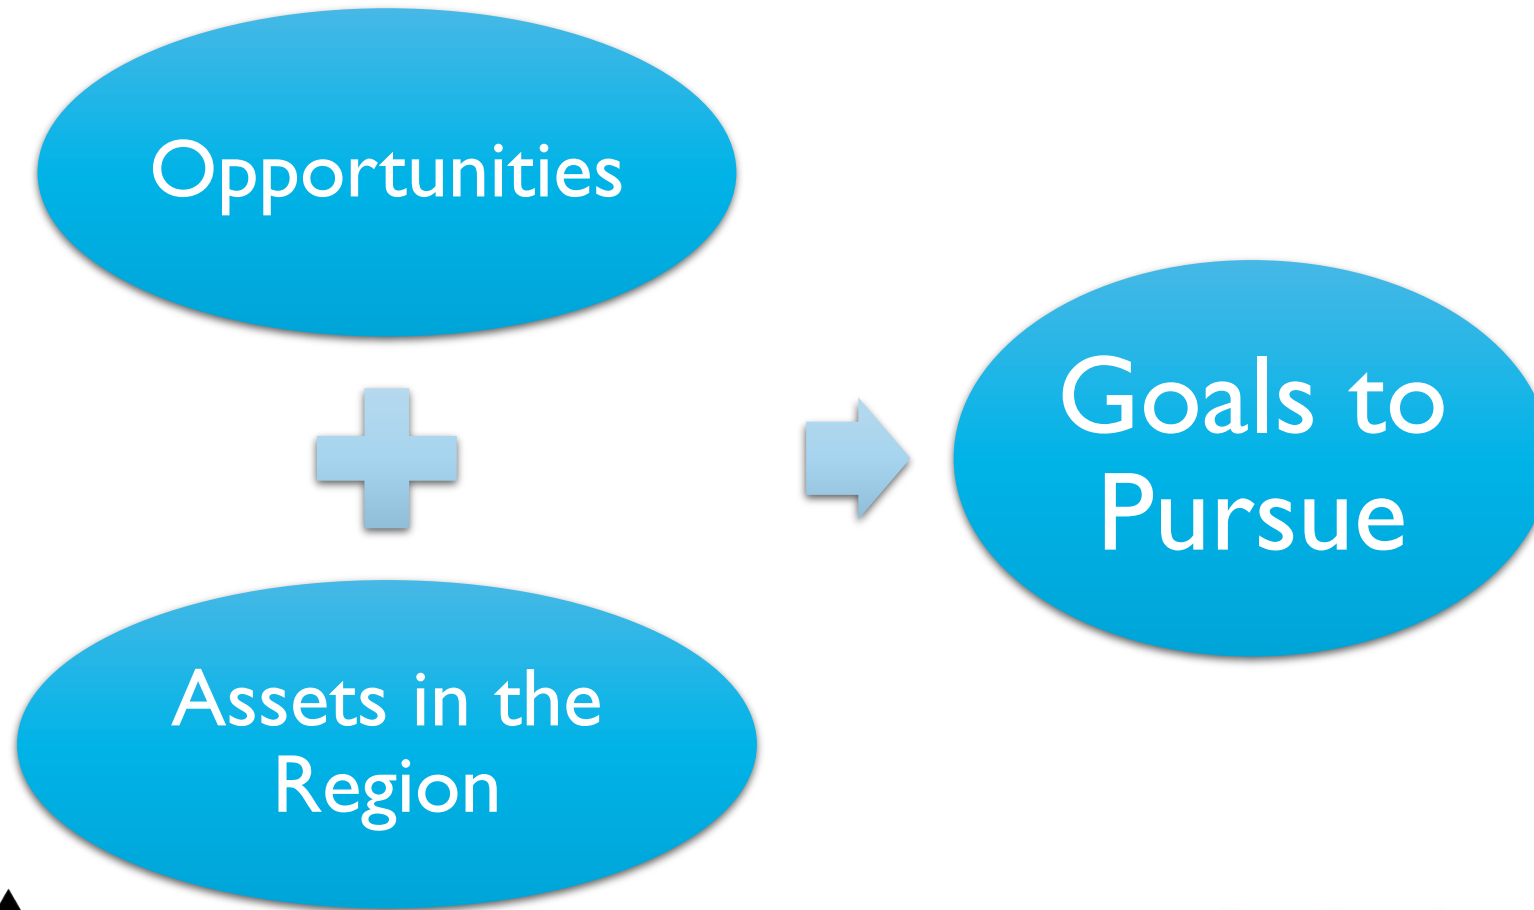 Opportunities
Assets in the
Region
Goals to
Pursue